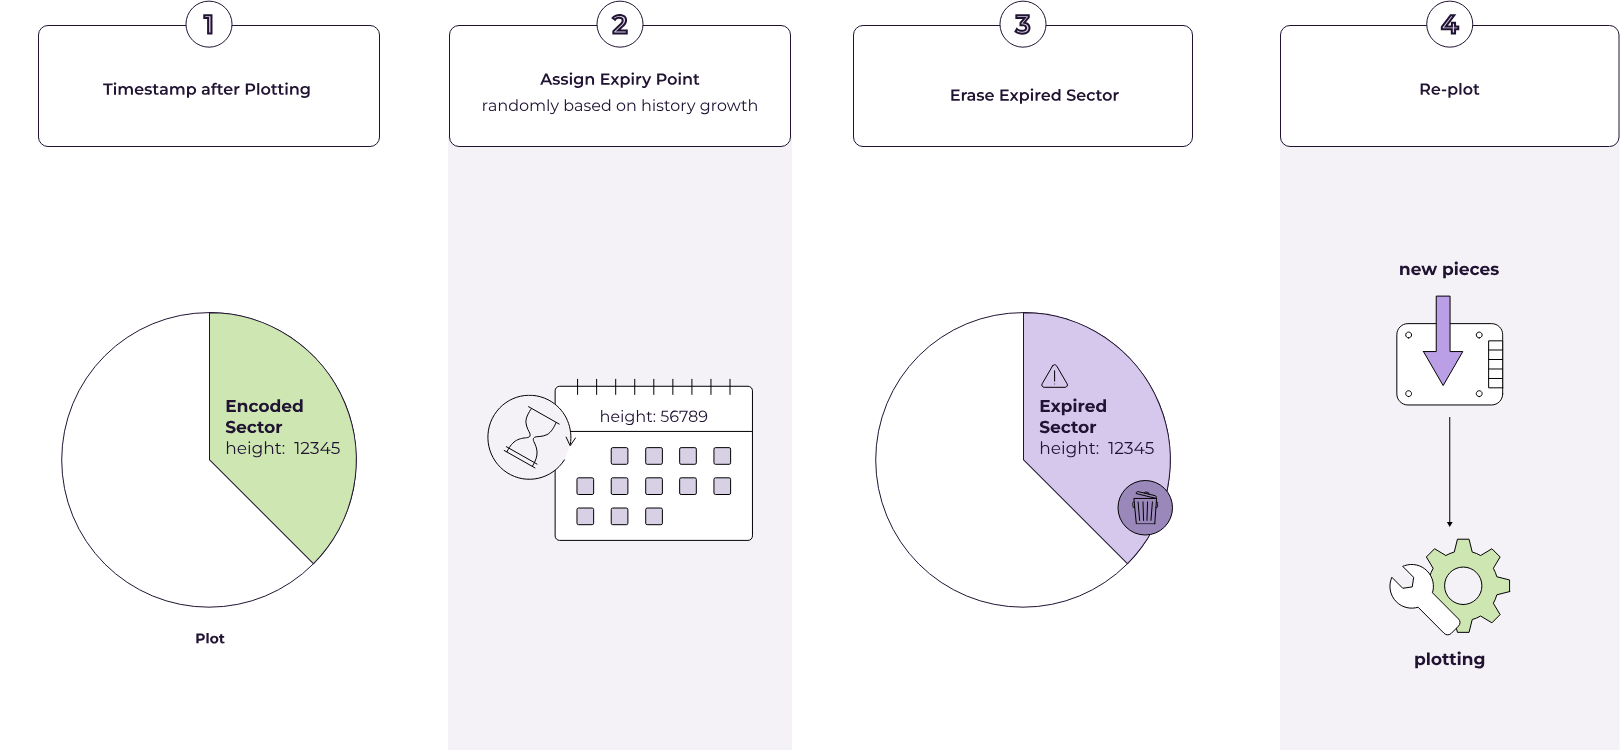 1
Timestamp after Plotting
Encoded
Sector
height: 12345
Plot
2
Assign Expiry Point
randomly based on history growth
height: 56789
3
Erase Expired Sector
Expired
Sector
height: 12345
4
Re-plot
new pieces
plotting